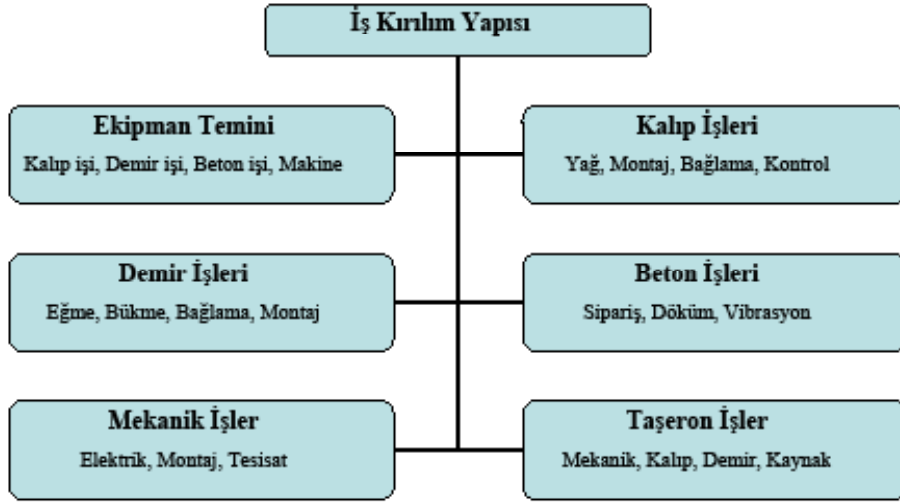 İş Kırılım Yapısı
Ekipman Temini
Kalıp işi, Demir işi, Beton işi, Makine
Kalıp İşleri
Yağ, Montaj, Bağlama, Kontrol
Demir İşleri
Eğme, Bükme, Bağlama, Montaj
Beton İşleri
Sipariş, Döküm, Vibrasyon
Mekanik İşler
Elektrik, Montaj, Tesisat
Taşeron İşler
Mekanik, Kalıp, Demir, Kaynak